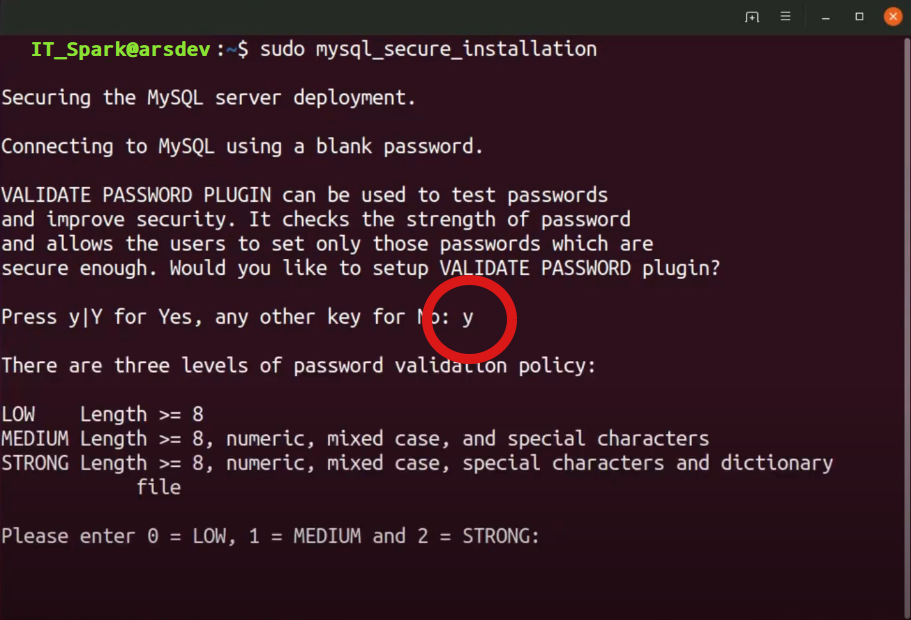 IT_Spark@arsdev:~$ sudo mysql_secure_installation
Securing the MySQL server deployment.
Connecting to MySQL using a blank password.
VALIDATE PASSWORD PLUGIN can be used to test passwords
and improve security. It checks the strength of password
and allows the users to set only those passwords which are
secure enough. Would you like to setup VALIDATE PASSWORD plugin?
Press y|Y for Yes, any other key for No: y
There are three levels of password validation policy:
LOW    Length >= 8
MEDIUM Length >= 8, numeric, mixed case, and special characters
STRONG Length >= 8, numeric, mixed case, special characters and dictionary
file
Please enter 0 = LOW, 1 = MEDIUM and 2 = STRONG: